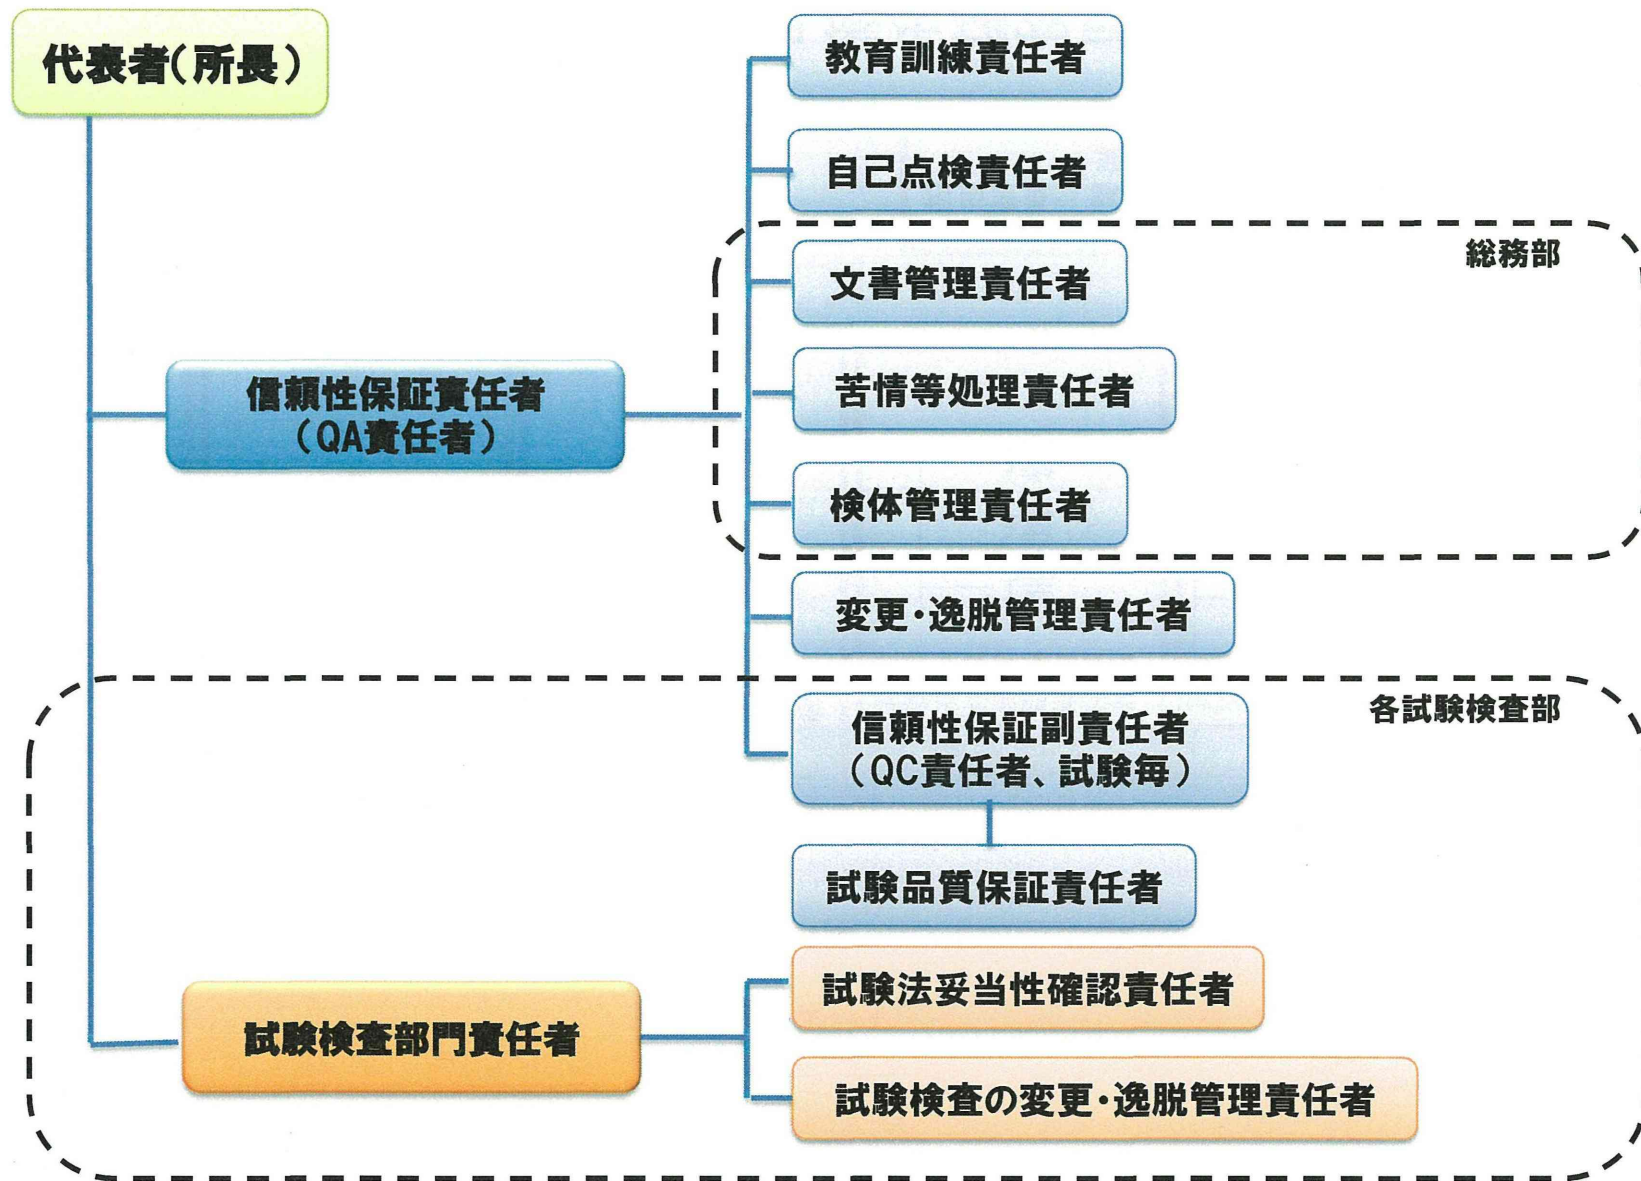 代表者（所長）
教育訓練責任者
自己点検責任者
総務部
文書管理責任者
苦情等処理責任者
検体管理責任者
信頼性保証責任者
（QA責任者）
変更・逸脱管理責任者
各試験検査部
信頼性保証副責任者
（QC責任者、試験毎）
試験品質保証責任者
試験検査部門責任者
試験法妥当性確認責任者
試験検査の変更・逸脱管理責任者